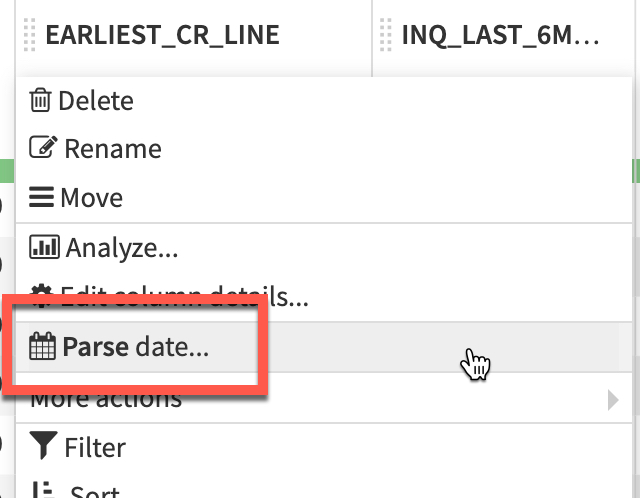 EARLIEST_CR_LINE INQ_LAST_6M...
Delete
Rename
Move
Analyze...
Edit column details...
Parse date...
More actions
Filter
Sort